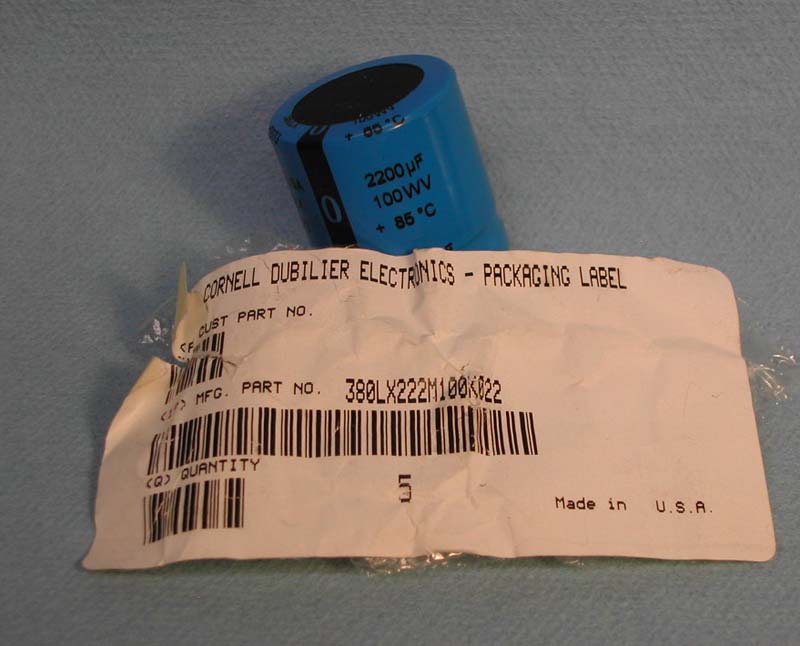 100WV
+ 85 °C
2200µF
100WV
+ 85 °C
CORNELL DUBILIER ELECTRONICS - PACKAGING LABEL
CUST PART NO.
MFG. PART NO. 380LX222M100K022
(Q) QUANTITY
5
Made in U.S.A.